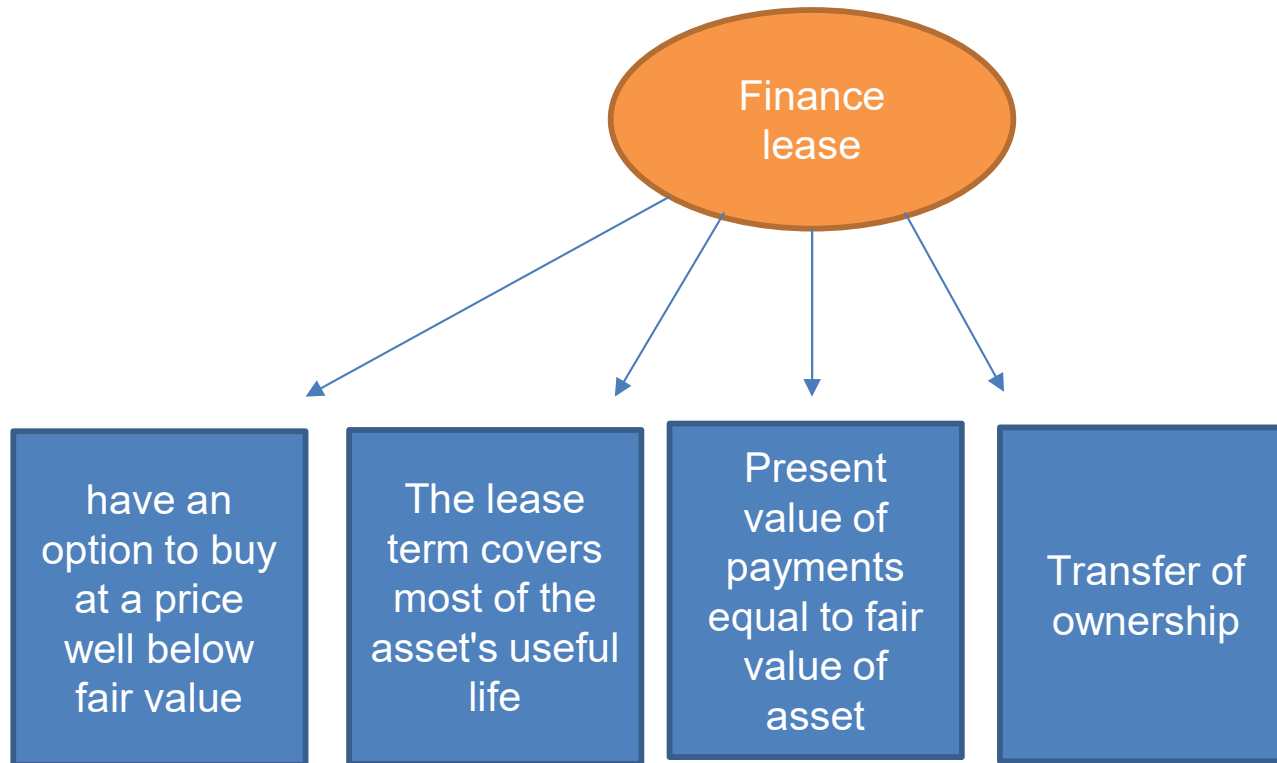 Finance
lease
have an
option to buy
at a price
well below
fair value
The lease
term covers
most of the
asset's useful
life
Present
value of
payments
equal to fair
value of
asset
Transfer of
ownership